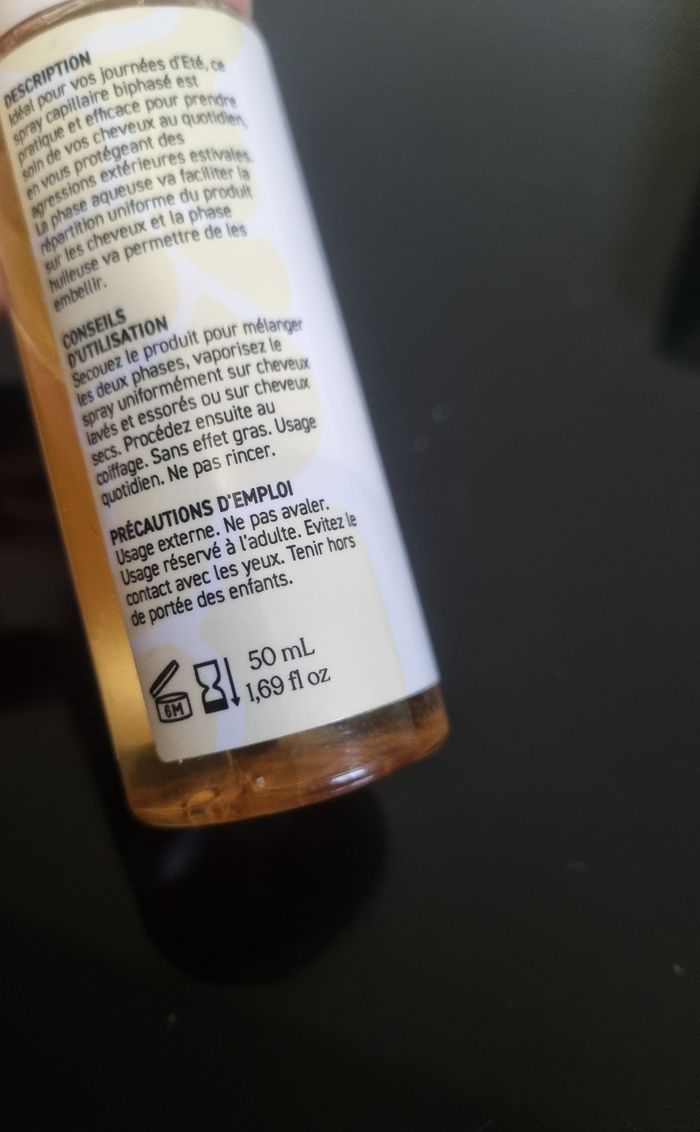 DESCRIPTION
Idéal pour vos journées d'Eté, ce
spray capillaire biphasé est
pratique et efficace pour prendre
soin de vos cheveux au quotidien,
en vous protégeant des
agressions extérieures estivales.
La phase aqueuse va faciliter la
répartition uniforme du produit
sur les cheveux et la phase
huileuse va permettre de les
embellir.
CONSEILS
D'UTILISATION
Secouez le produit pour mélanger
les deux phases, vaporisez le
spray uniformément sur cheveux
lavés et essorés ou sur cheveux
secs. Procédez ensuite au
coiffage. Sans effet gras. Usage
quotidien. Ne pas rincer.
PRÉCAUTIONS D'EMPLOI
Usage externe. Ne pas avaler.
Usage réservé à l'adulte. Evitez le
contact avec les yeux. Tenir hors
de portée des enfants.
6M
50 mL
1,69 fl oz